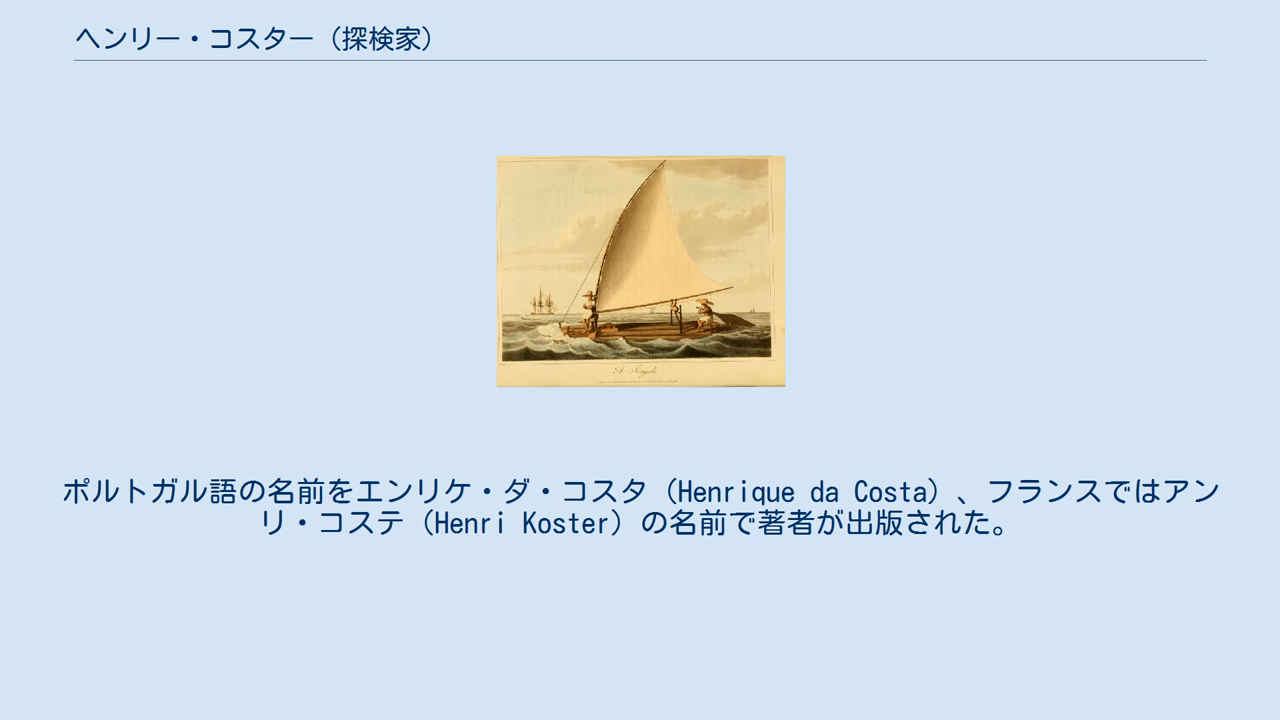 ヘンリー・コスター（探検家）
A Jangada.
ポルトガル語の名前をエンリケ・ダ・コスタ（Henrique da Costa）、フランスではアン
リ・コステ（Henri Koster）の名前で著者が出版された。